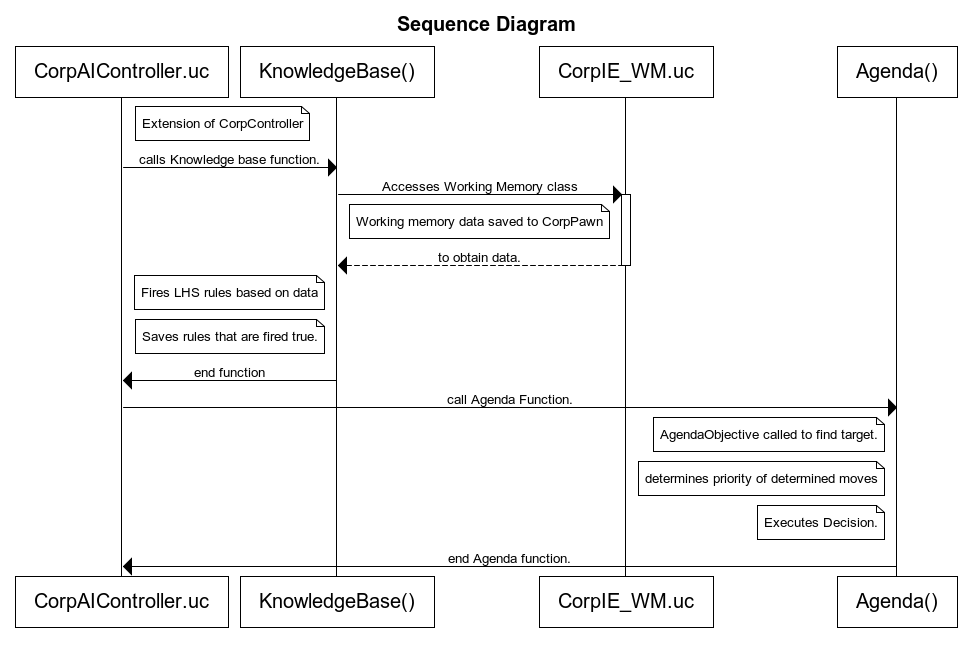 Sequence Diagram
CorpAIController.uc
KnowledgeBase()
CorpIE_WM.uc
Agenda()
Extension of CorpController
calls Knowledge base function.
Accesses Working Memory class
Working memory data saved to CorpPawn
to obtain data.
Fires LHS rules based on data
Saves rules that are fired true.
end function
call Agenda Function.
AgendaObjective called to find target.
determines priority of determined moves
Executes Decision.
end Agenda function.
CorpAIController.uc
KnowledgeBase()
CorpIE_WM.uc
Agenda()